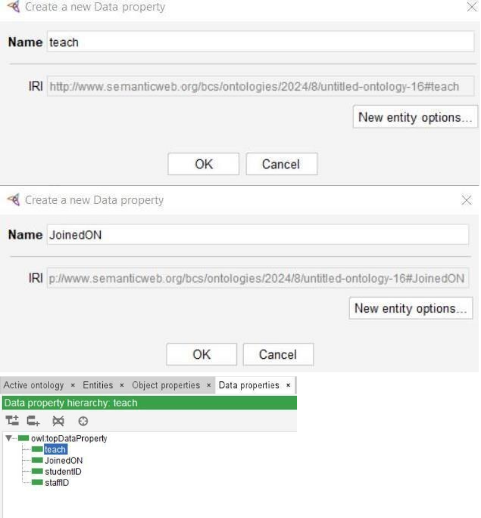 Create a new Data property
Name teach
IRI http://www.semanticweb.org/bcs/ontologies/2024/8/untitled-ontology-16#teach
New entity options...
OK Cancel
Create a new Data property
Name JoinedON
IRI p://www.semanticweb.org/bcs/ontologies/2024/8/untitled-ontology-16#JoinedON
New entity options...
OK Cancel
Active ontology × Entities × Object properties × Data properties ×
Data property hierarchy: teach
owl:topDataProperty
teach
JoinedON
studentID
staffID